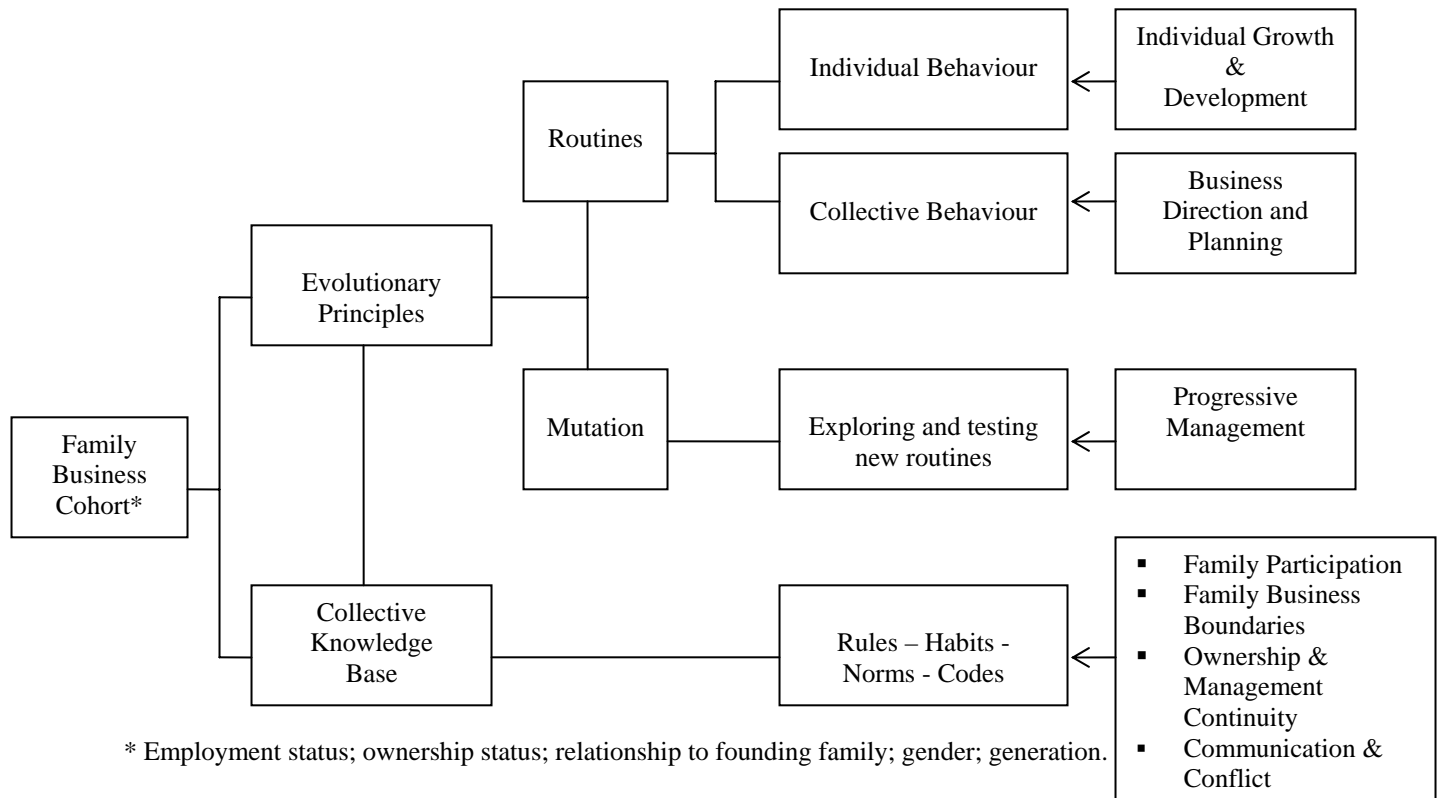 Individual Behaviour
Individual Growth
&
Development
Routines
Collective Behaviour
Business
Direction and
Planning
Evolutionary
Principles
Mutation
Exploring and testing
new routines
Progressive
Management
Family
Business
Cohort*
Collective
Knowledge
Base
Rules – Habits -
Norms - Codes
▪ Family Participation
▪ Family Business
Boundaries
▪ Ownership &
Management
Continuity
▪ Communication &
Conflict
* Employment status; ownership status; relationship to founding family; gender; generation.